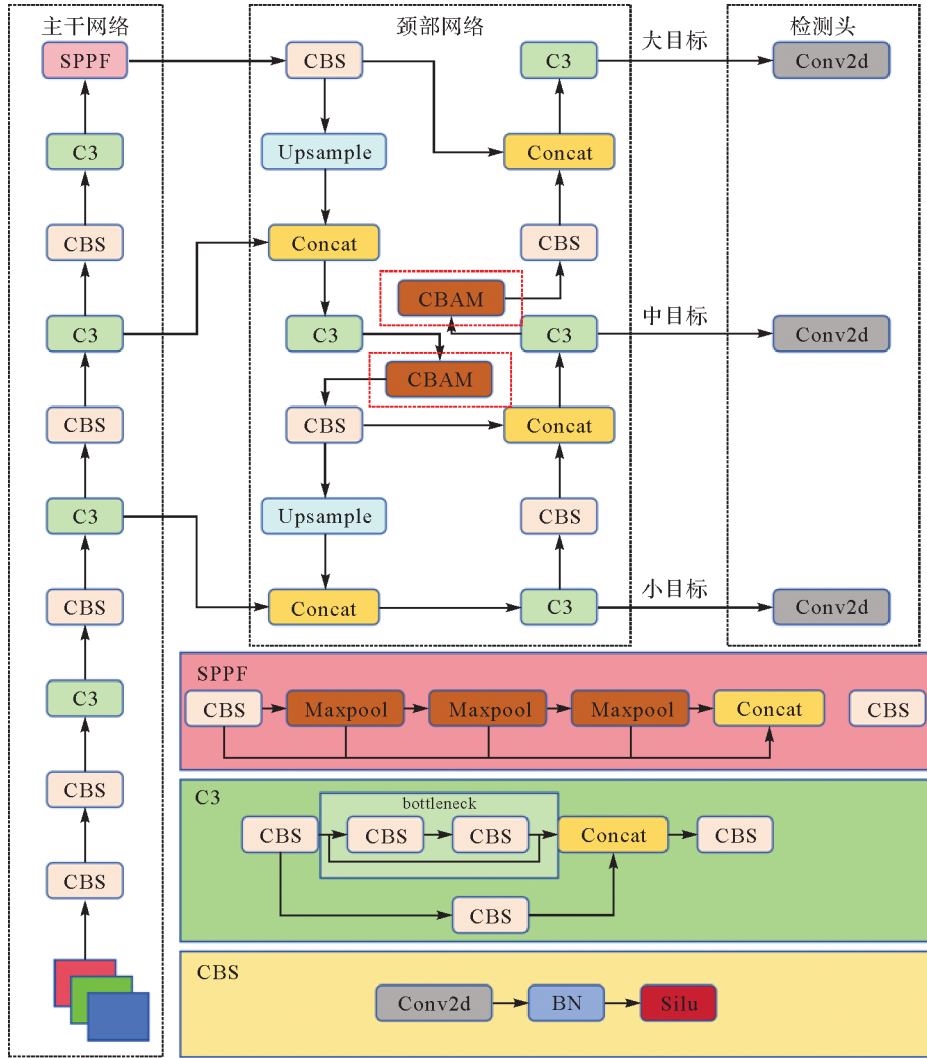 主干网络
颈部网络
大目标
检测头
SPPF
CBS
C3
Conv2d
C3
Upsample
Concat
CBS
Concat
CBS
CBAM
C3
C3
C3
中目标
Conv2d
CBAM
CBS
CBS
Concat
C3
Upsample
CBS
CBS
Concat
C3
小目标
Conv2d
C3
CBS
CBS
SPPF
CBS
Maxpool
Maxpool
Maxpool
Concat
CBS
C3
bottleneck
CBS
CBS
CBS
Concat
CBS
CBS
CBS
Conv2d
BN
Silu